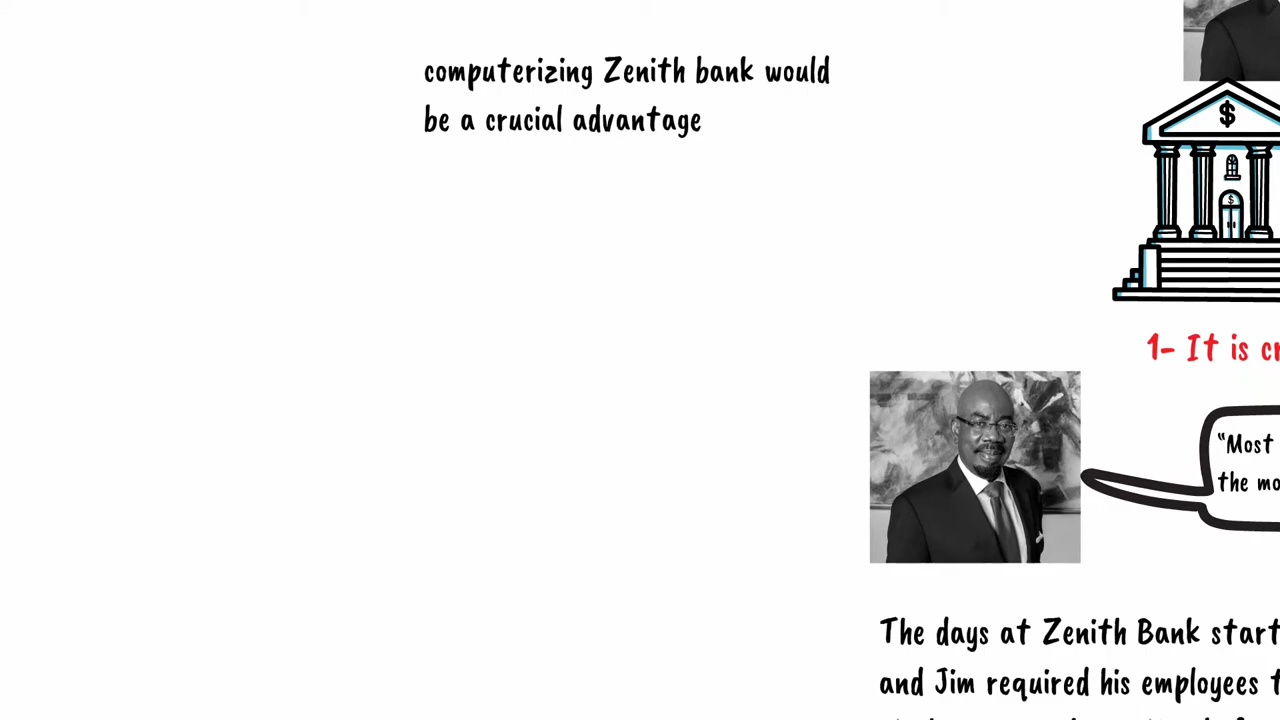 computerizing Zenith bank would
be a crucial advantage
$
$
1- It is
"Most
the
The days at Zenith Bank start
and Jim required his employees